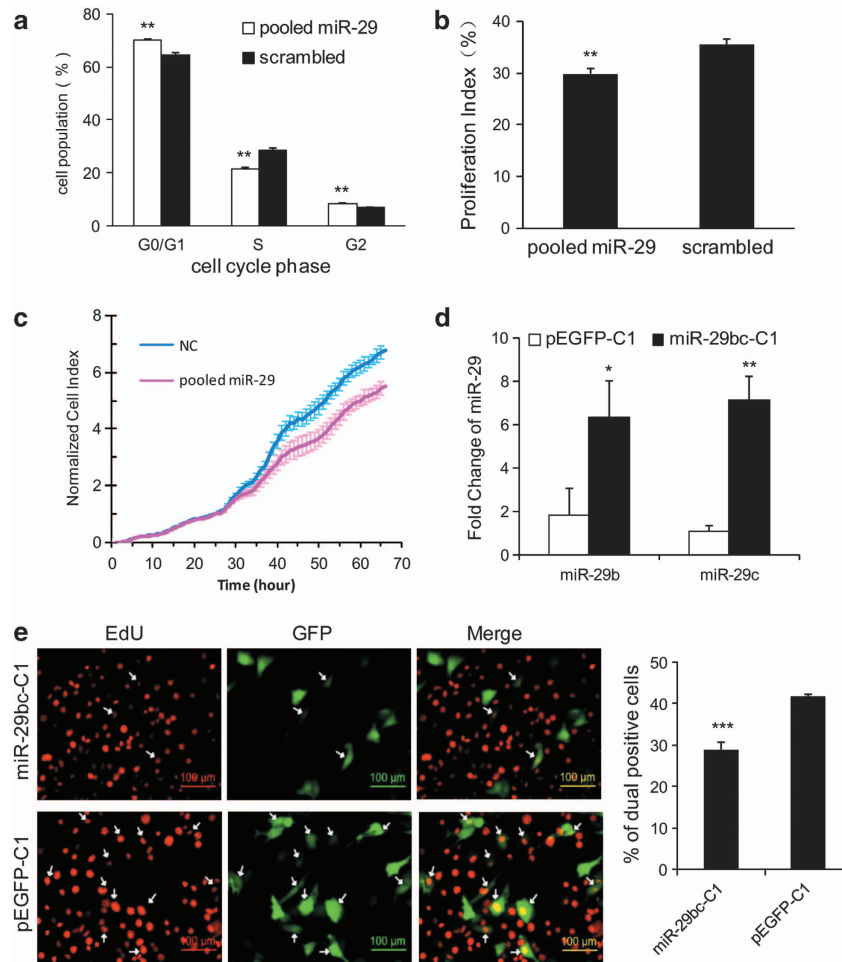 a
80
60
40
20
0
cell population ( % )
**
**
**
pooled miR-29
scrambled
G0/G1 S G2
cell cycle phase
b
40
30
20
10
0
Proliferation Index (%)
**
pooled miR-29 scrambled
c
8
6
4
2
0
Normalized Cell Index
NC
pooled miR-29
0 10 20 30 40 50 60 70
Time (hour)
d
pEGFP-C1 miR-29bc-C1
10
8
6
4
2
0
Fold Change of miR-29
*
**
miR-29b miR-29c
e
EdU GFP Merge
miR-29bc-C1
100 µm 100 µm 100 µm
pEGFP-C1
100 µm 100 µm 100 µm
50
40
30
20
10
0
% of dual positive cells
***
miR-29bc-C1 pEGFP-C1